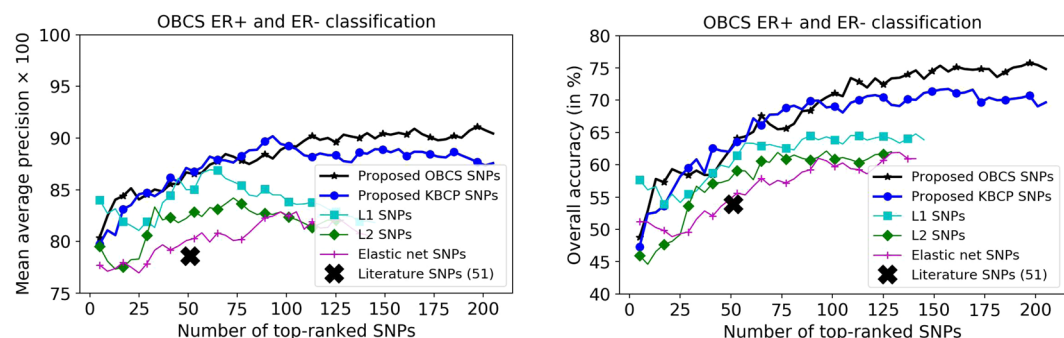 OBCS ER+ and ER- classification
Mean average precision × 100
100
95
90
85
80
75
0 25 50 75 100 125 150 175 200
Number of top-ranked SNPs
Proposed OBCS SNPs
Proposed KBCP SNPs
L1 SNPs
L2 SNPs
Elastic net SNPs
Literature SNPs (51)
OBCS ER+ and ER- classification
Overall accuracy (in %)
80
75
70
65
60
55
50
45
40
0 25 50 75 100 125 150 175 200
Number of top-ranked SNPs
Proposed OBCS SNPs
Proposed KBCP SNPs
L1 SNPs
L2 SNPs
Elastic net SNPs
Literature SNPs (51)